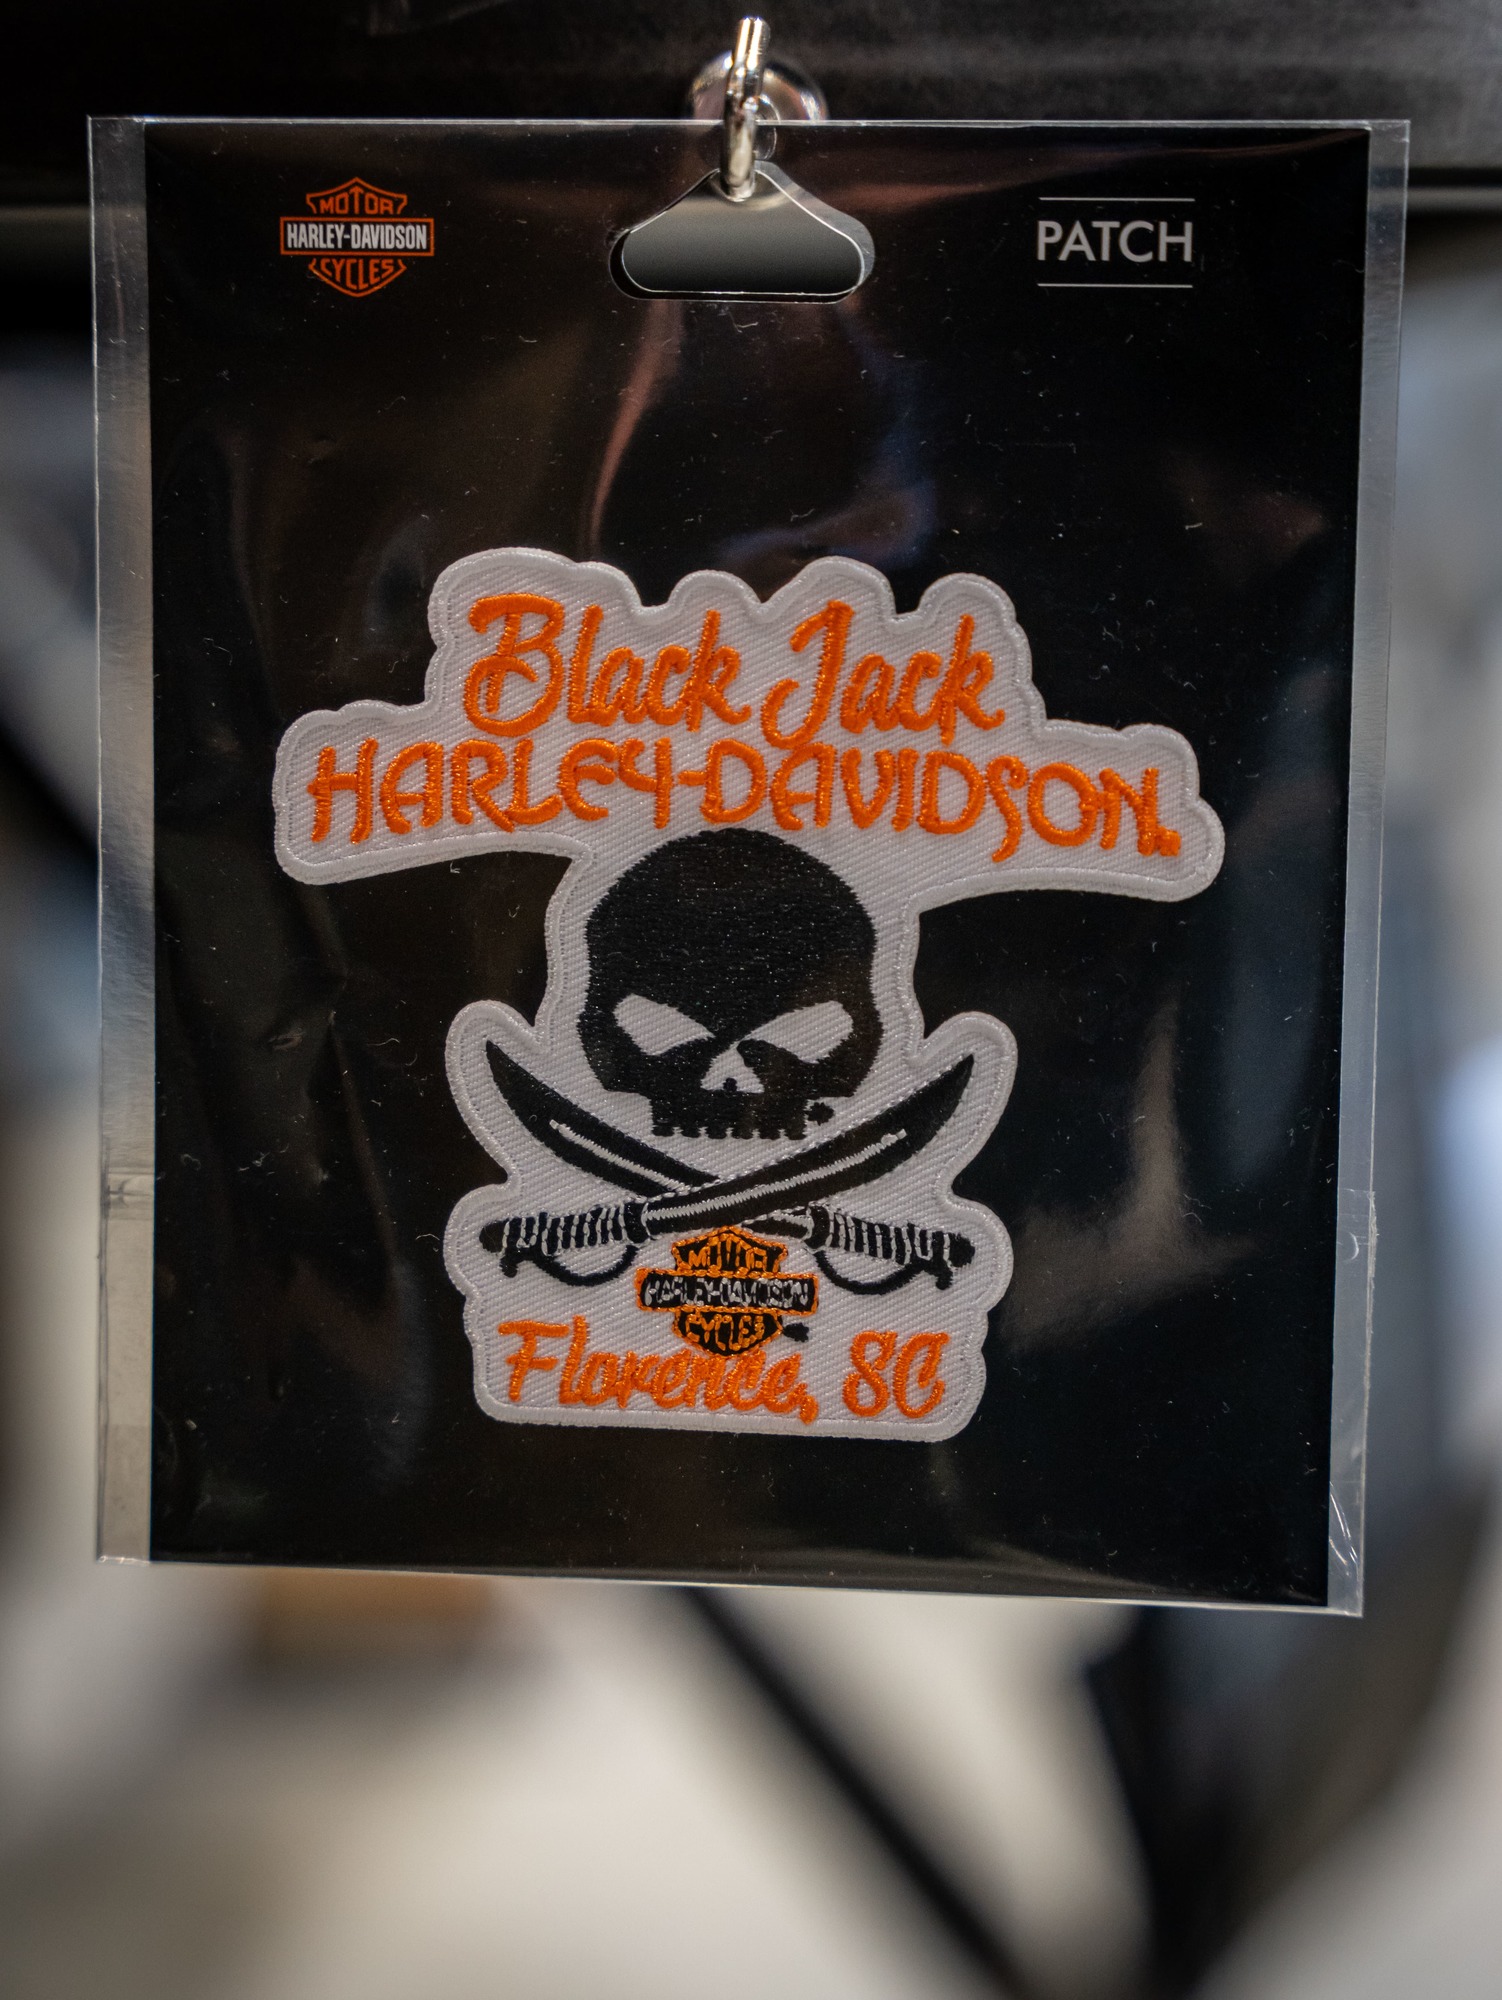 MOTOR
HARLEY-DAVIDSON
CYCLES
PATCH
Black Jack
HARLEY-DAVIDSON.
MOTOR
HARLEY-DAVIDSON
CYCLES
Florence, SC